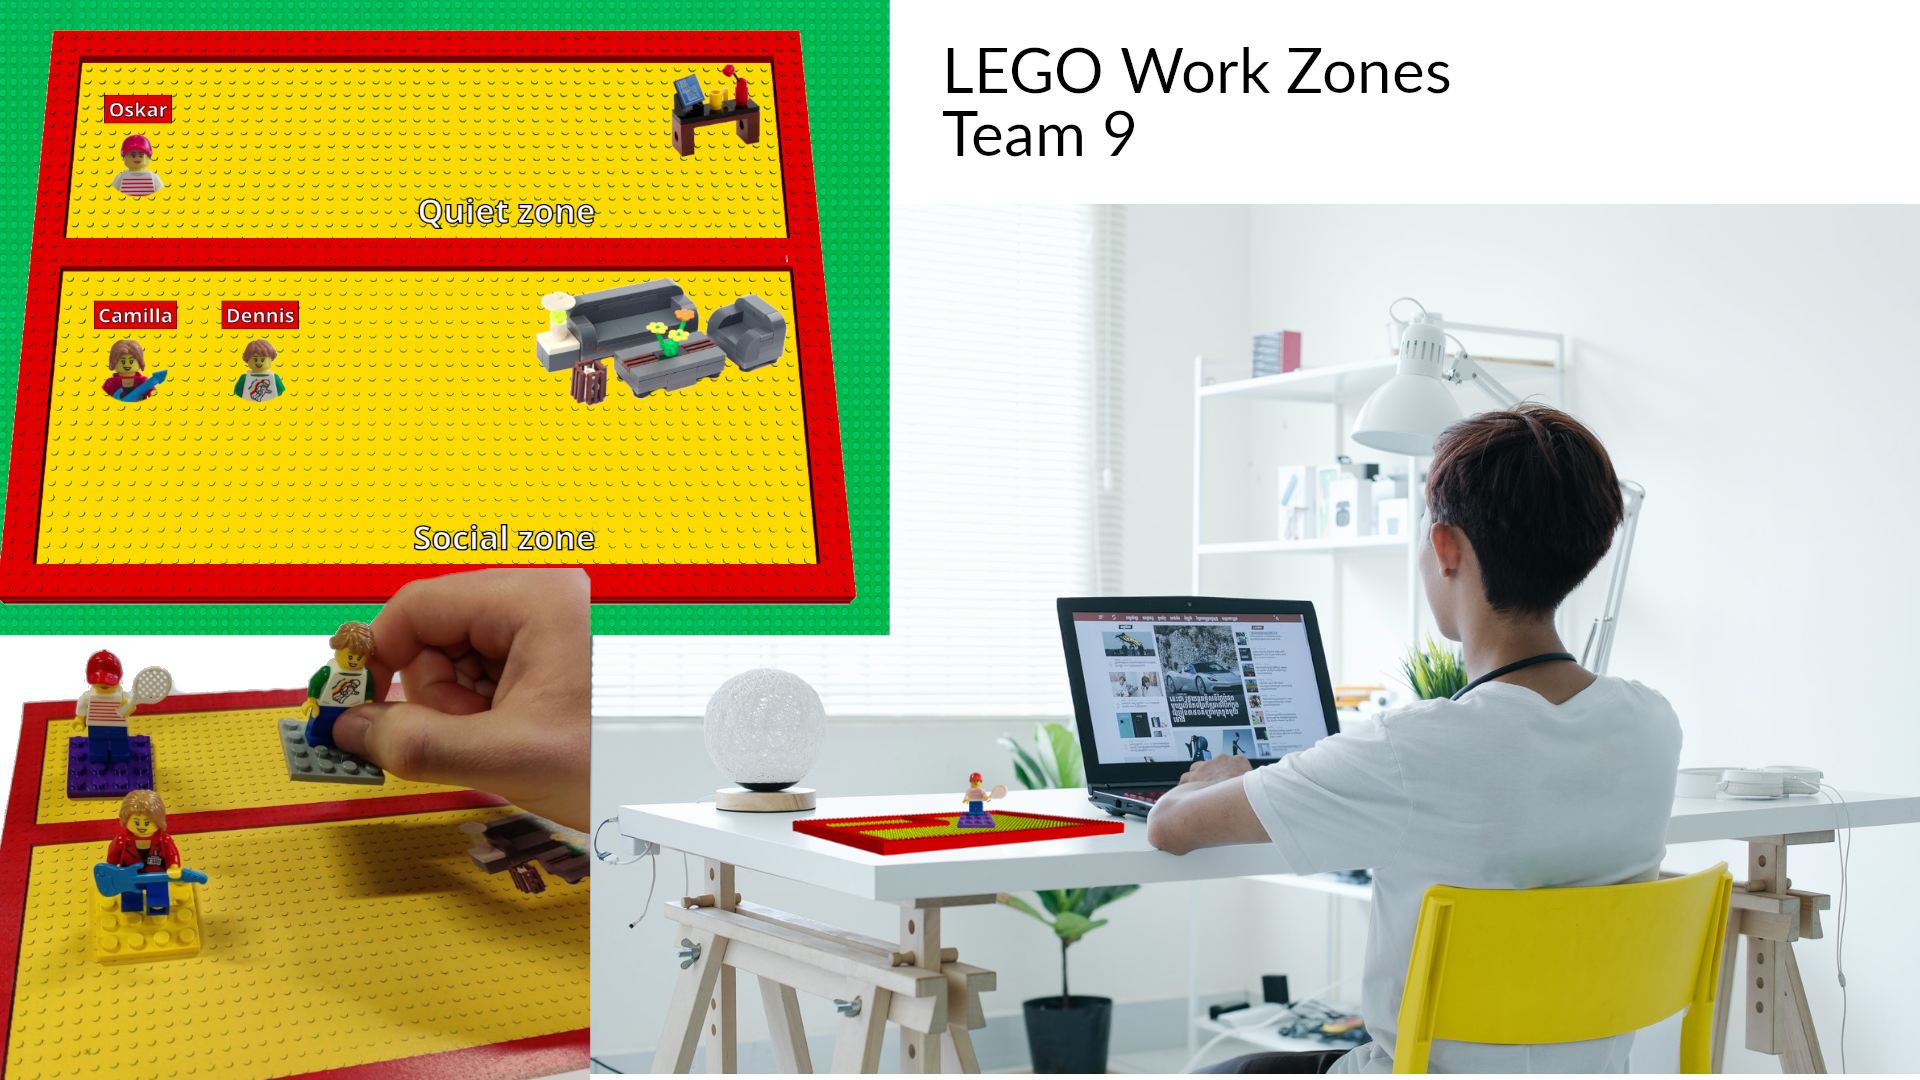 LEGO Work Zones
Team 9
Oskar
Quiet zone
Camilla
Dennis
Social zone